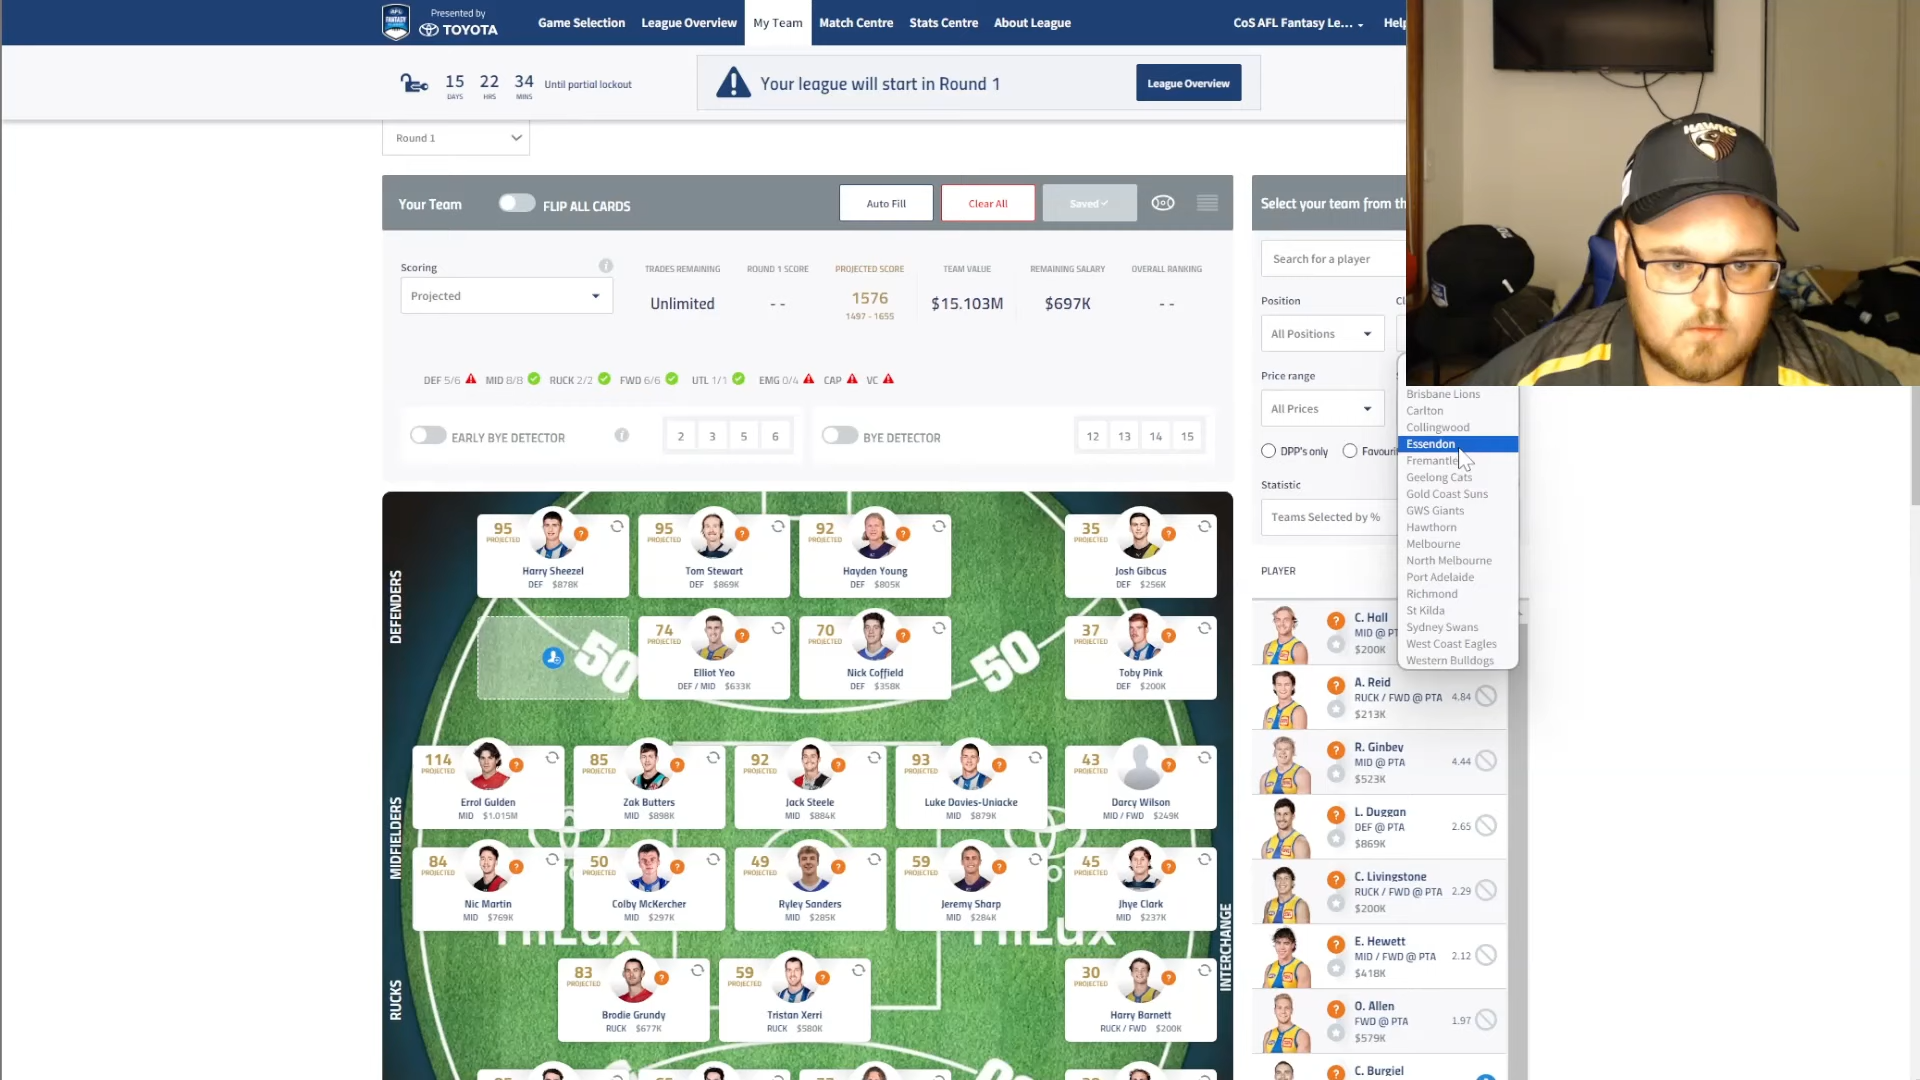 AFL
FANTASY
Presented by
TOYOTA
Game Selection
League Overview
My Team
Match Centre
Stats Centre
About League
CoS AFL Fantasy Le...
Help
15 22 34
DAYS HRS MINS
Until partial lockout
Your league will start in Round 1
League Overview
Round 1
Your Team
FLIP ALL CARDS
Auto Fill
Clear All
Saved
Scoring
Projected
TRADES REMAINING
Unlimited
ROUND 1 SCORE
- -
PROJECTED SCORE
1576
1497 - 1655
TEAM VALUE
$15.103M
REMAINING SALARY
$697K
OVERALL RANKING
- -
DEF 5/6 MID 8/8 RUCK 2/2 FWD 6/6 UTL 1/1 EMG 0/4 CAP VC
EARLY BYE DETECTOR
2 3 5 6
BYE DETECTOR
12 13 14 15
DEFENDERS
95
PROJECTED
Harry Sheezel
DEF $878K
95
PROJECTED
Tom Stewart
DEF $869K
92
PROJECTED
Hayden Young
DEF $805K
35
PROJECTED
Josh Gibcus
DEF $256K
50
74
PROJECTED
Elliot Yeo
DEF / MID $633K
70
PROJECTED
Nick Coffield
DEF $358K
50
37
PROJECTED
Toby Pink
DEF $200K
MIDFIELDERS
114
PROJECTED
Errol Gulden
MID $1.015M
85
PROJECTED
Zak Butters
MID $898K
92
PROJECTED
Jack Steele
MID $884K
93
PROJECTED
Luke Davies-Uniacke
MID $879K
43
PROJECTED
Darcy Wilson
MID / FWD $249K
84
PROJECTED
Nic Martin
MID $769K
50
PROJECTED
Colby McKercher
MID $297K
49
PROJECTED
Ryley Sanders
MID $285K
59
PROJECTED
Jeremy Sharp
MID $284K
45
PROJECTED
Jhye Clark
MID $237K
INTERCHANGE
RUCKS
83
PROJECTED
Brodie Grundy
RUCK $677K
59
PROJECTED
Tristan Xerri
RUCK $580K
30
PROJECTED
Harry Barnett
RUCK / FWD $200K
Select your team from th
Search for a player
Position
All Positions
Price range
All Prices
DPP's only
Favouri
Statistic
Teams Selected by %
PLAYER
Brisbane Lions
Carlton
Collingwood
Essendon
Fremantle
Geelong Cats
Gold Coast Suns
GWS Giants
Hawthorn
Melbourne
North Melbourne
Port Adelaide
Richmond
St Kilda
Sydney Swans
West Coast Eagles
Western Bulldogs
C. Hall
MID @ PT
$200K
A. Reid
RUCK / FWD @ PTA 4.84
$213K
R. Ginbey
MID @ PTA 4.44
$523K
L. Duggan
DEF @ PTA 2.65
$869K
C. Livingstone
RUCK / FWD @ PTA 2.29
$200K
E. Hewett
MID / FWD @ PTA 2.12
$418K
O. Allen
FWD @ PTA 1.97
$579K
C. Burgiel
HAWKS